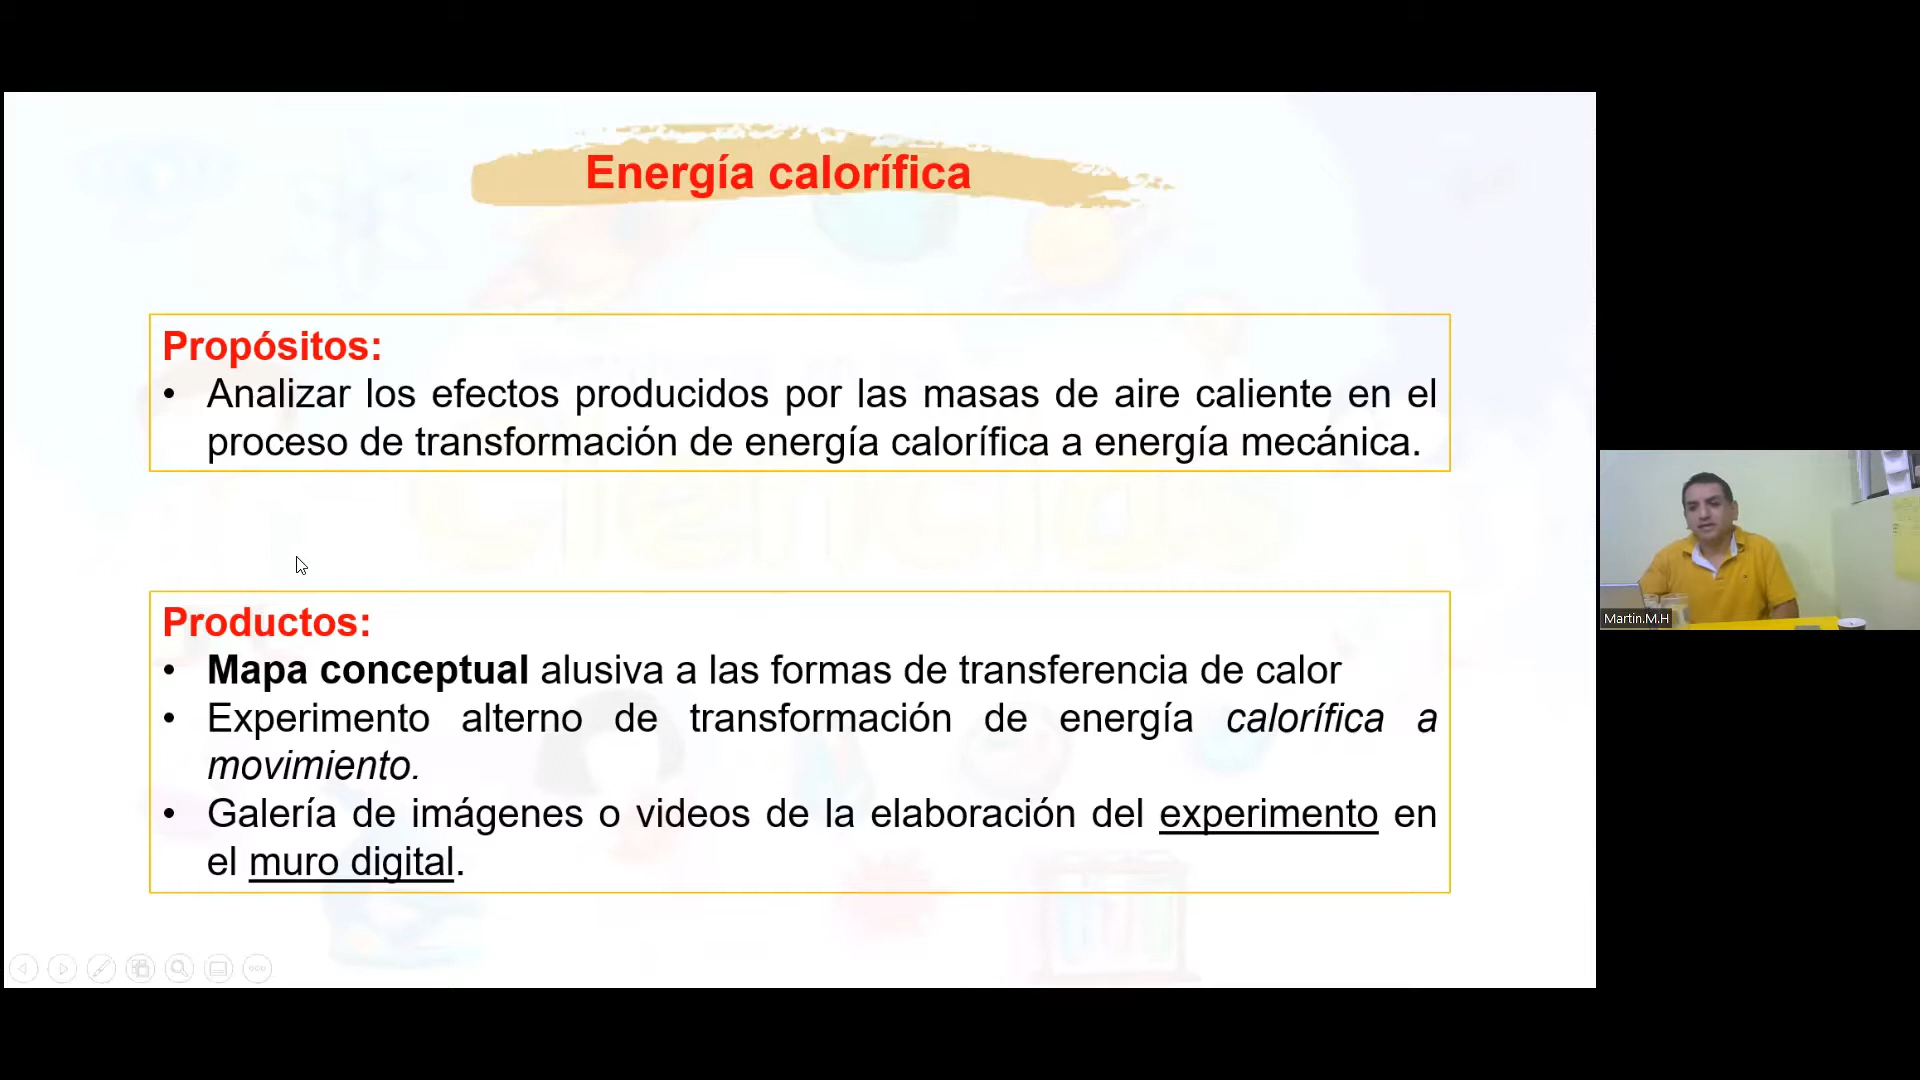 Energía calorífica
Propósitos:
• Analizar los efectos producidos por las masas de aire caliente en el
proceso de transformación de energía calorífica a energía mecánica.
Ciencias
Productos:
• Mapa conceptual alusiva a las formas de transferencia de calor
• Experimento alterno de transformación de energía calorífica a
movimiento.
• Galería de imágenes o videos de la elaboración del experimento en
el muro digital.
Martin.M.H